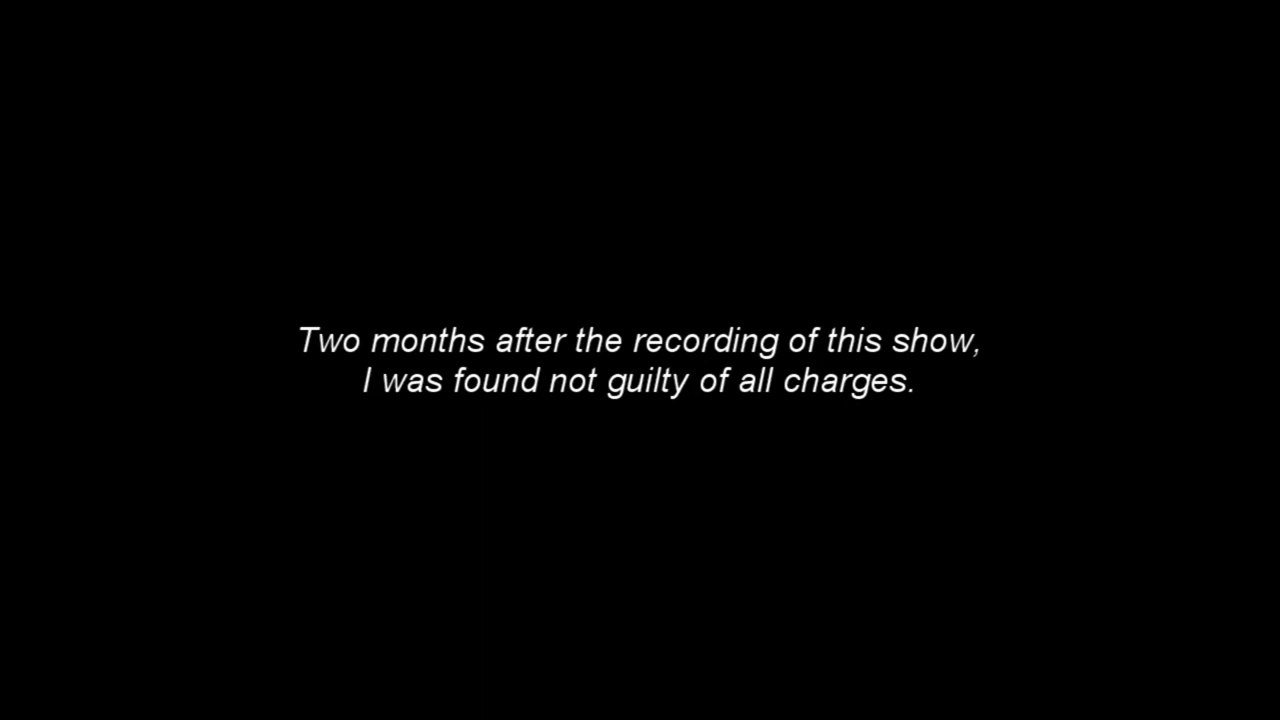 Two months after the recording of this show,
I was found not guilty of all charges.